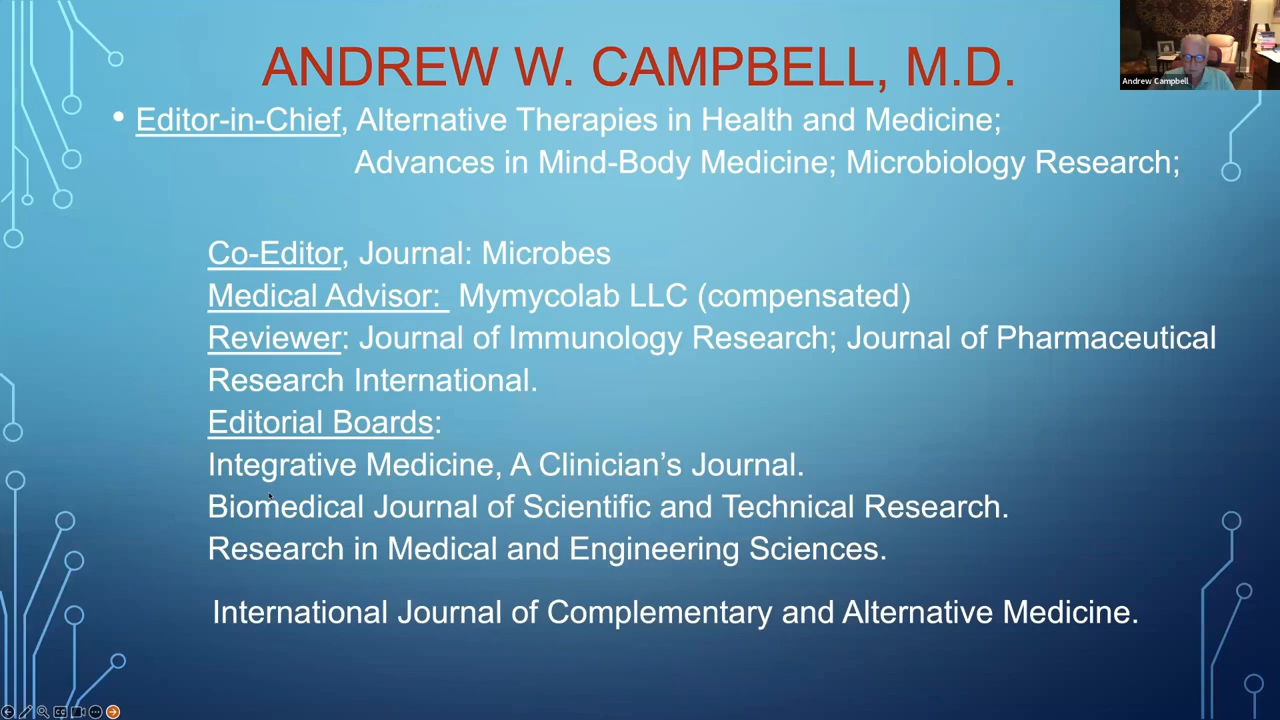 ANDREW W. CAMPBELL, M.D.
Andrew Campbell
• Editor-in-Chief, Alternative Therapies in Health and Medicine;
Advances in Mind-Body Medicine; Microbiology Research;
Co-Editor, Journal: Microbes
Medical Advisor: Mymycolab LLC (compensated)
Reviewer: Journal of Immunology Research; Journal of Pharmaceutical
Research International.
Editorial Boards:
Integrative Medicine, A Clinician’s Journal.
Biomedical Journal of Scientific and Technical Research.
Research in Medical and Engineering Sciences.
International Journal of Complementary and Alternative Medicine.